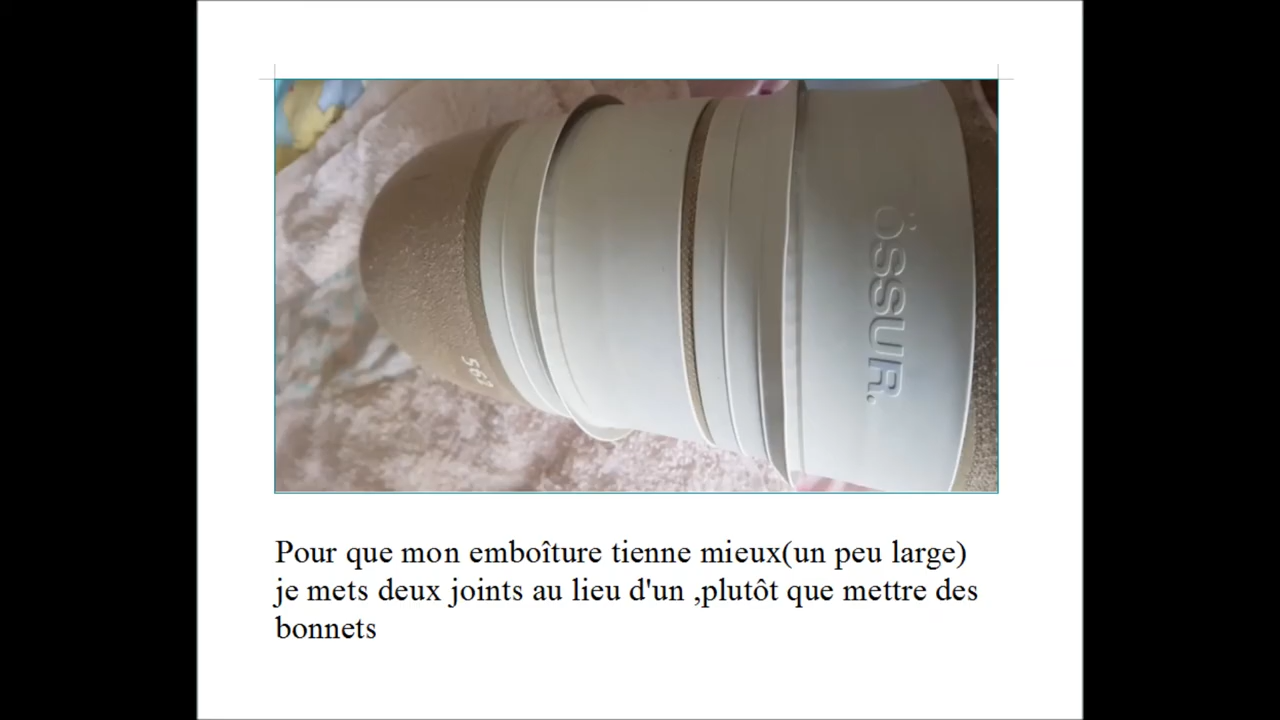 562
ÖSSUR.
Pour que mon emboîture tienne mieux(un peu large)
je mets deux joints au lieu d'un ,plutôt que mettre des
bonnets